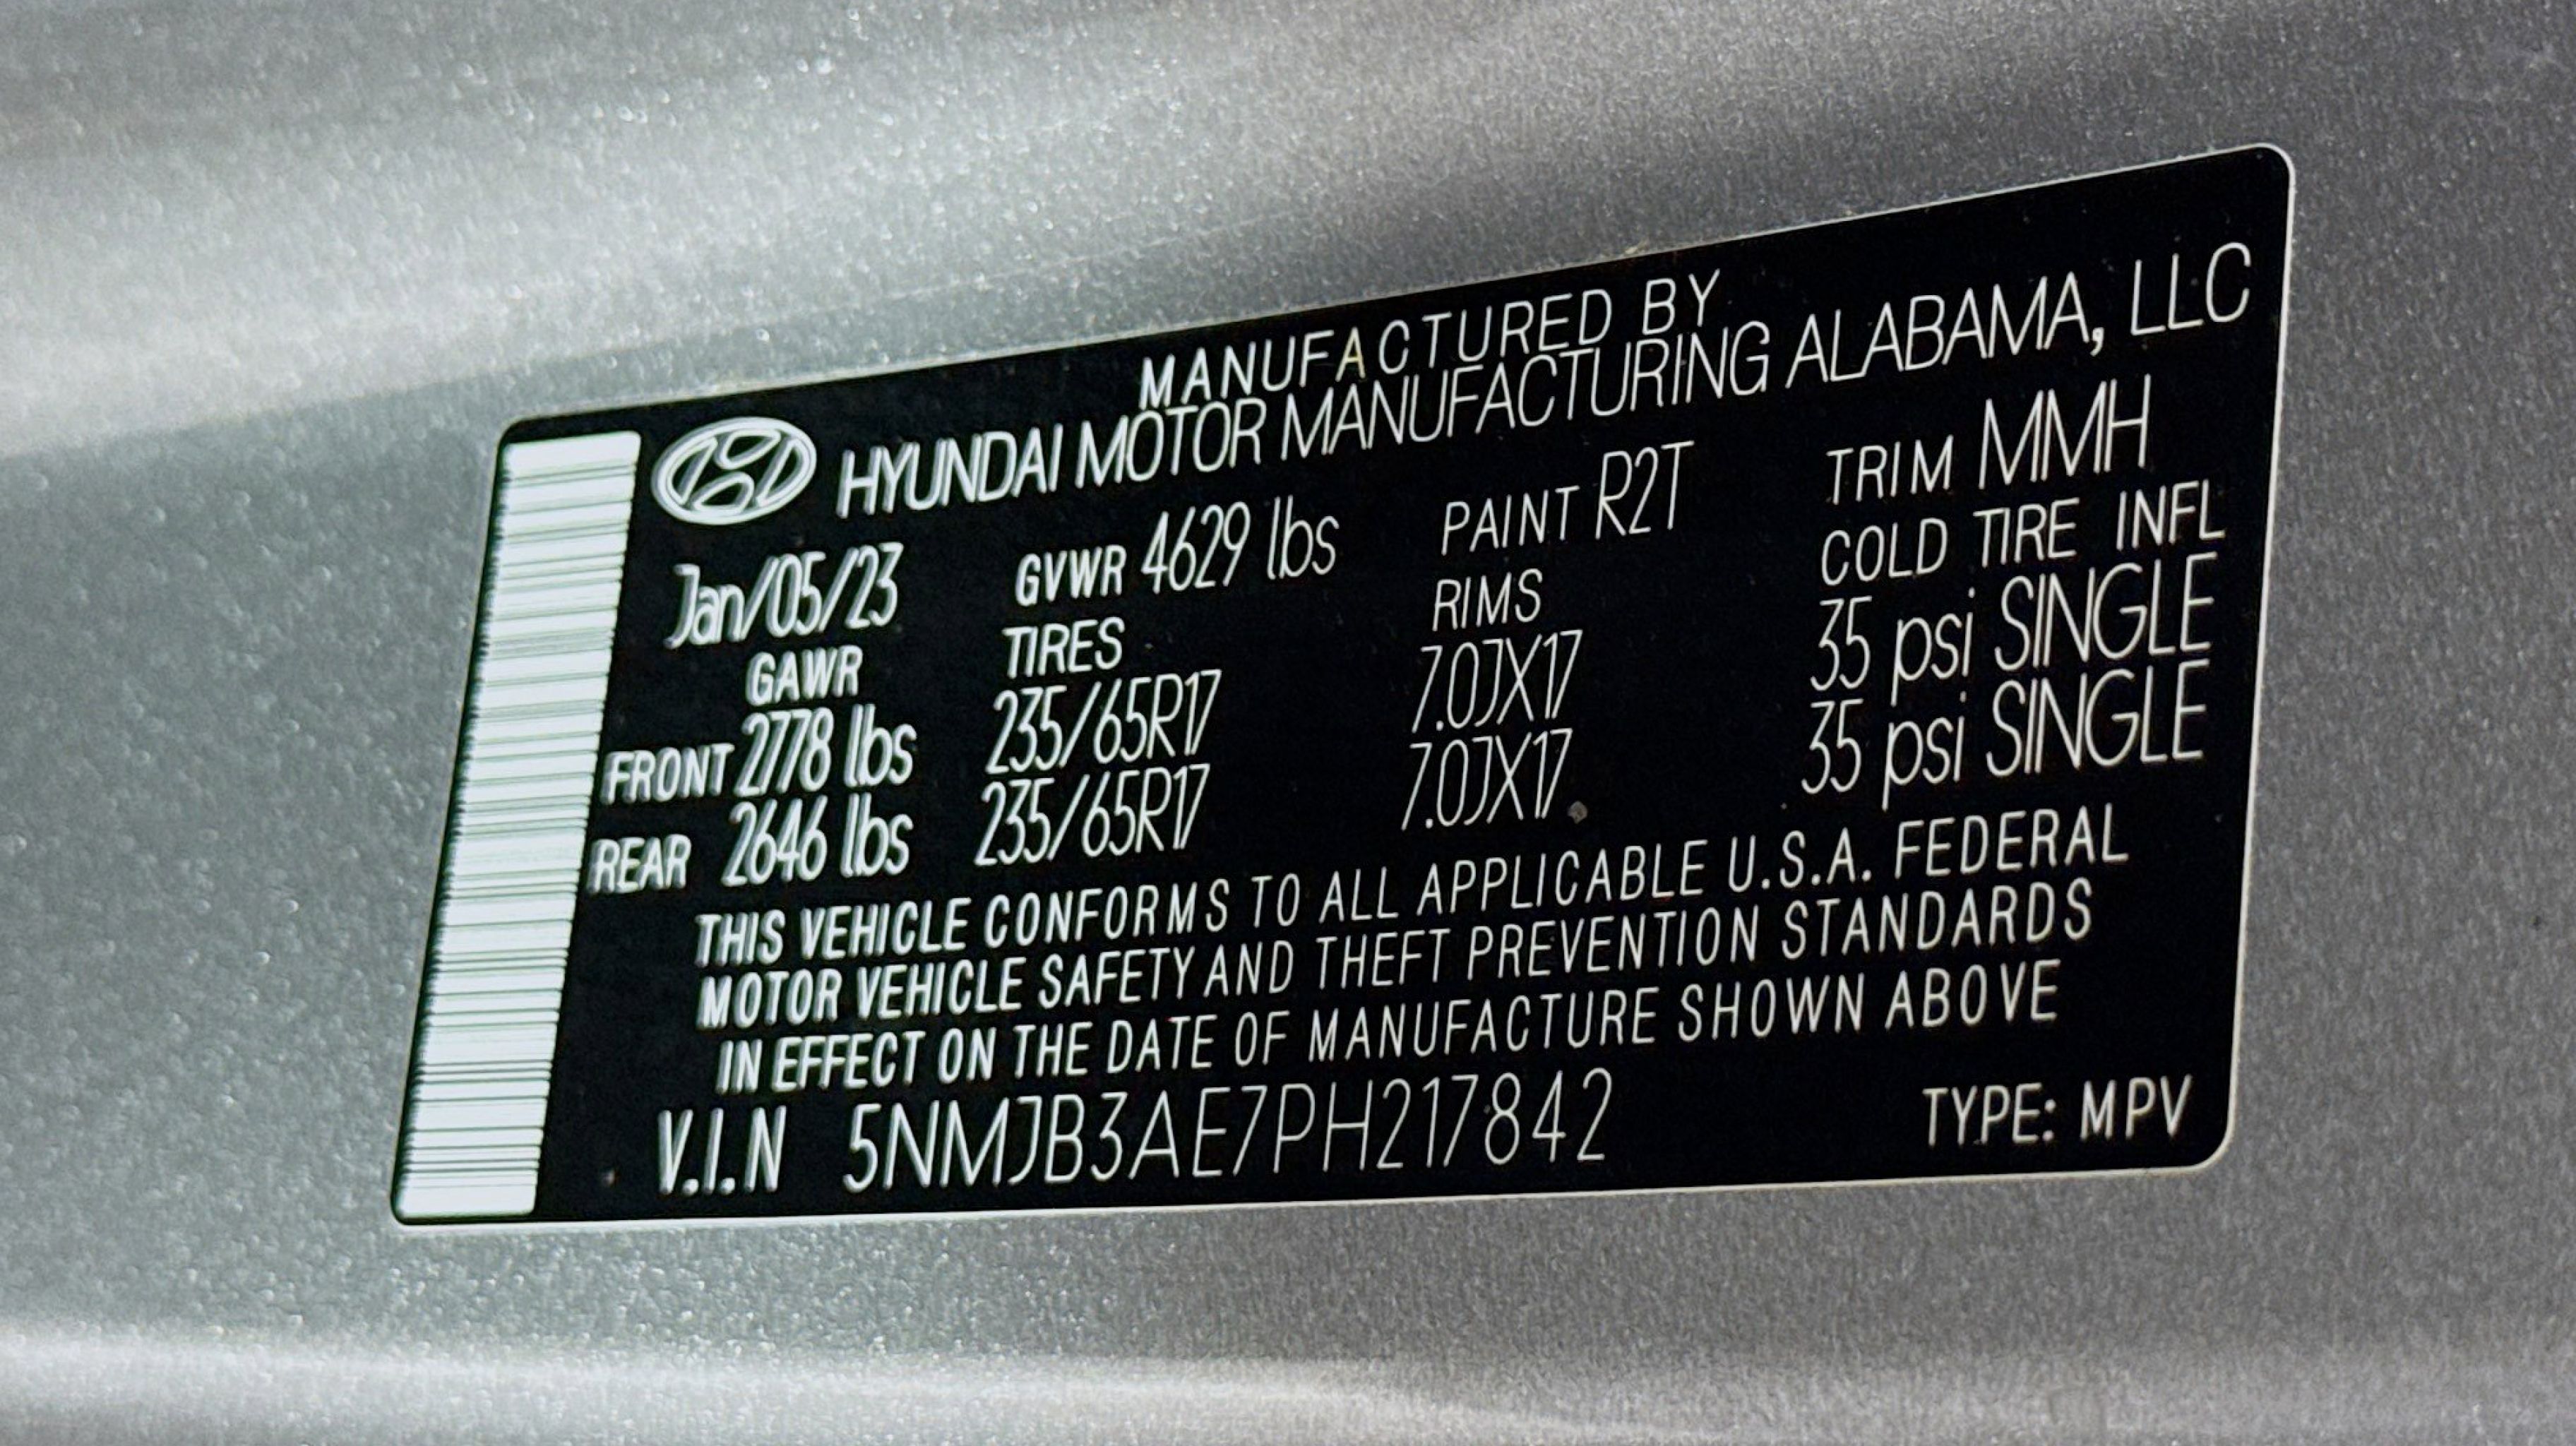 MANUFACTURED BY
HYUNDAI MOTOR MANUFACTURING ALABAMA, LLC
Jan/05/23 GVWR 4629 lbs PAINT R2T TRIM MMH
GAWR TIRES RIMS COLD TIRE INFL
FRONT 2778 lbs 235/65R17 7.0JX17 35 psi SINGLE
REAR 2646 lbs 235/65R17 7.0JX17 35 psi SINGLE
THIS VEHICLE CONFORMS TO ALL APPLICABLE U.S.A. FEDERAL
MOTOR VEHICLE SAFETY AND THEFT PREVENTION STANDARDS
IN EFFECT ON THE DATE OF MANUFACTURE SHOWN ABOVE
V.I.N 5NMJB3AE7PH217842 TYPE: MPV